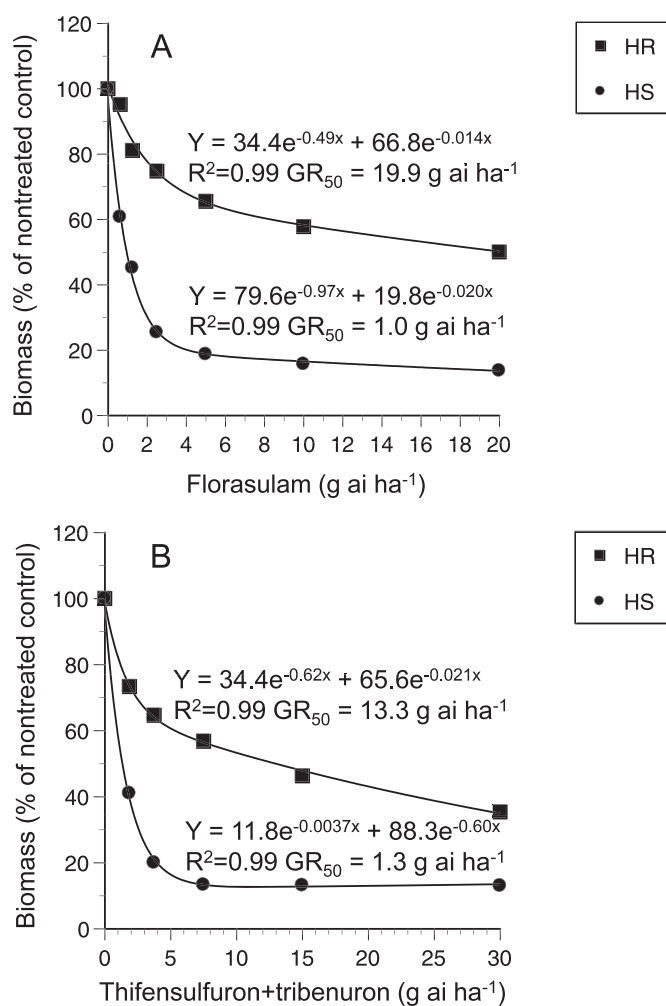 A
HR
HS
120
100
80
60
40
20
0
Biomass (% of nontreated control)
Y = 34.4e⁻⁰·⁴⁹ˣ + 66.8e⁻⁰·⁰¹⁴ˣ
R²=0.99 GR₅₀ = 19.9 g ai ha⁻¹
Y = 79.6e⁻⁰·⁹⁷ˣ + 19.8e⁻⁰·⁰²⁰ˣ
R²=0.99 GR₅₀ = 1.0 g ai ha⁻¹
0 2 4 6 8 10 12 14 16 18 20
Florasulam (g ai ha⁻¹)
B
HR
HS
120
100
80
60
40
20
0
Biomass (% of nontreated control)
Y = 34.4e⁻⁰·⁶²ˣ + 65.6e⁻⁰·⁰²¹ˣ
R²=0.99 GR₅₀ = 13.3 g ai ha⁻¹
Y = 11.8e⁻⁰·⁰⁰³⁷ˣ + 88.3e⁻⁰·⁶⁰ˣ
R²=0.99 GR₅₀ = 1.3 g ai ha⁻¹
0 5 10 15 20 25 30
Thifensulfuron+tribenuron (g ai ha⁻¹)